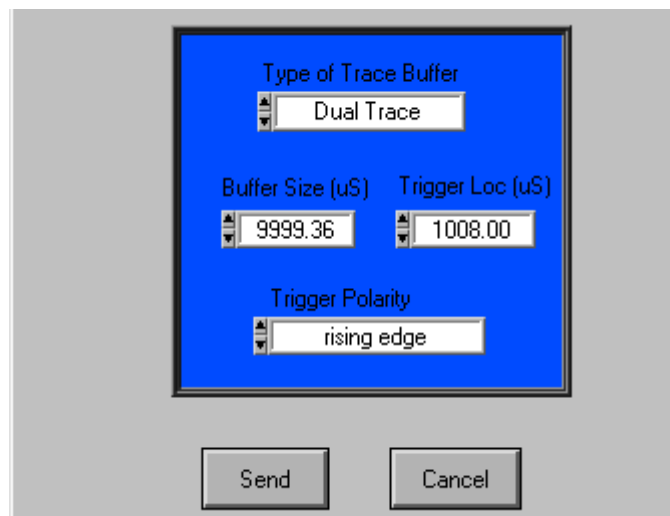 Type of Trace Buffer
Dual Trace
Buffer Size (uS)
Trigger Loc (uS)
9999.36
1008.00
Trigger Polarity
rising edge
Send
Cancel